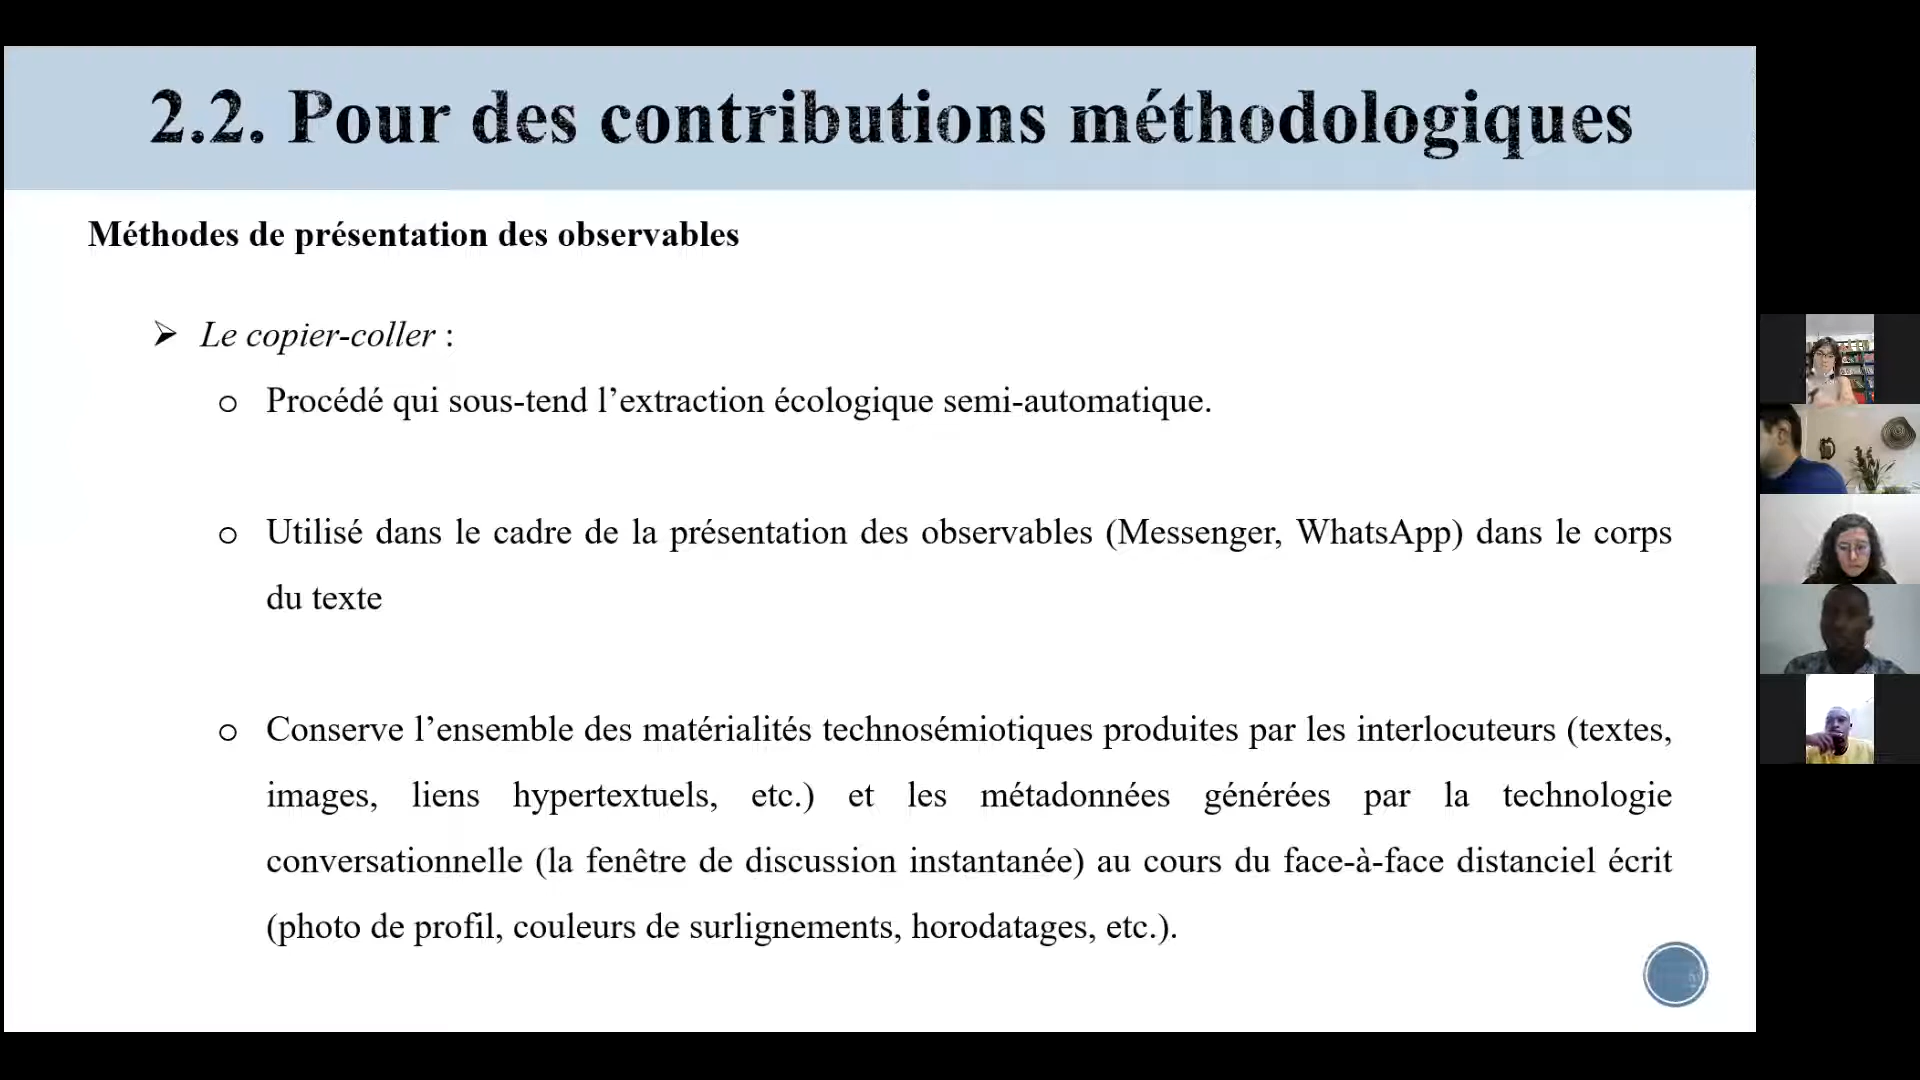 2.2. Pour des contributions méthodologiques
Méthodes de présentation des observables
➢ Le copier-coller :
o Procédé qui sous-tend l’extraction écologique semi-automatique.
o Utilisé dans le cadre de la présentation des observables (Messenger, WhatsApp) dans le corps
du texte
o Conserve l’ensemble des matérialités technosémiotiques produites par les interlocuteurs (textes,
images, liens hypertextuels, etc.) et les métadonnées générées par la technologie
conversationnelle (la fenêtre de discussion instantanée) au cours du face-à-face distanciel écrit
(photo de profil, couleurs de surlignements, horodatages, etc.).